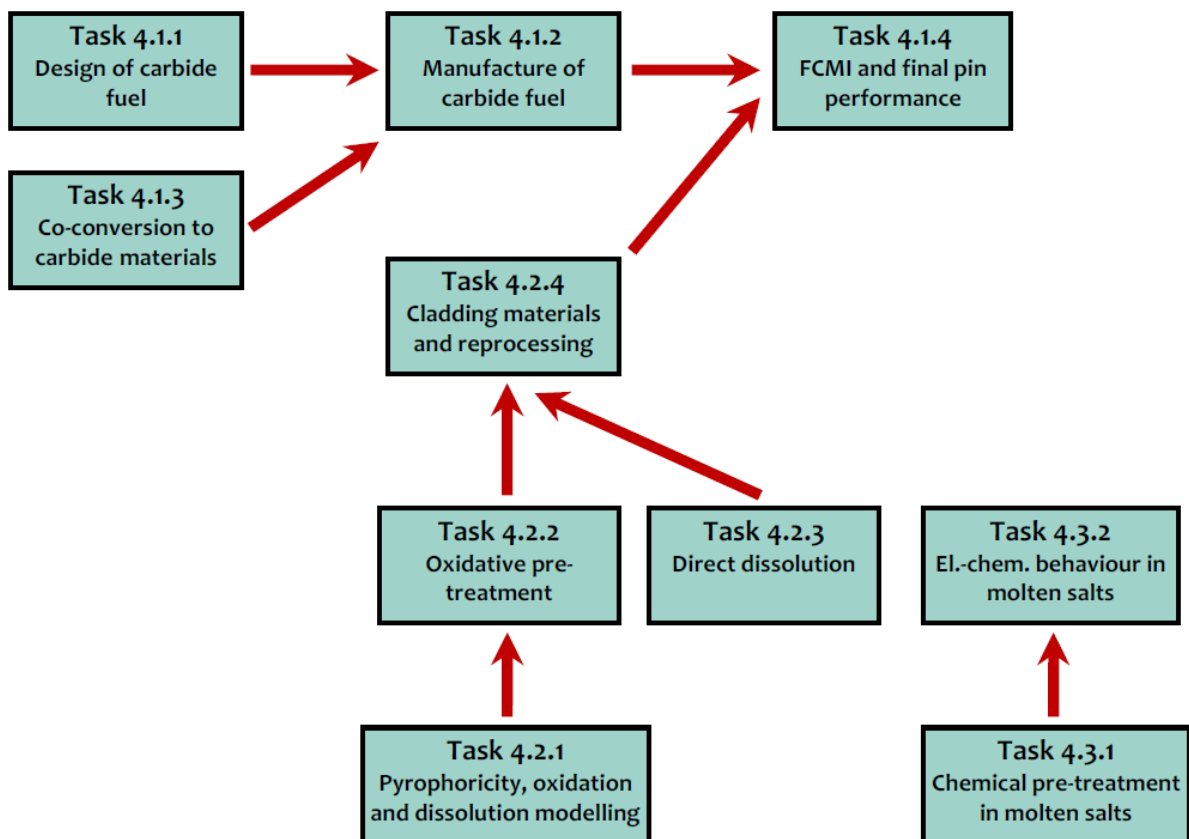 Task 4.1.1
Design of carbide
fuel
Task 4.1.2
Manufacture of
carbide fuel
Task 4.1.4
FCMI and final pin
performance
Task 4.1.3
Co-conversion to
carbide materials
Task 4.2.4
Cladding materials
and reprocessing
Task 4.2.2
Oxidative pre-
treatment
Task 4.2.3
Direct dissolution
Task 4.3.2
El.-chem. behaviour in
molten salts
Task 4.2.1
Pyrophoricity, oxidation
and dissolution modelling
Task 4.3.1
Chemical pre-treatment
in molten salts